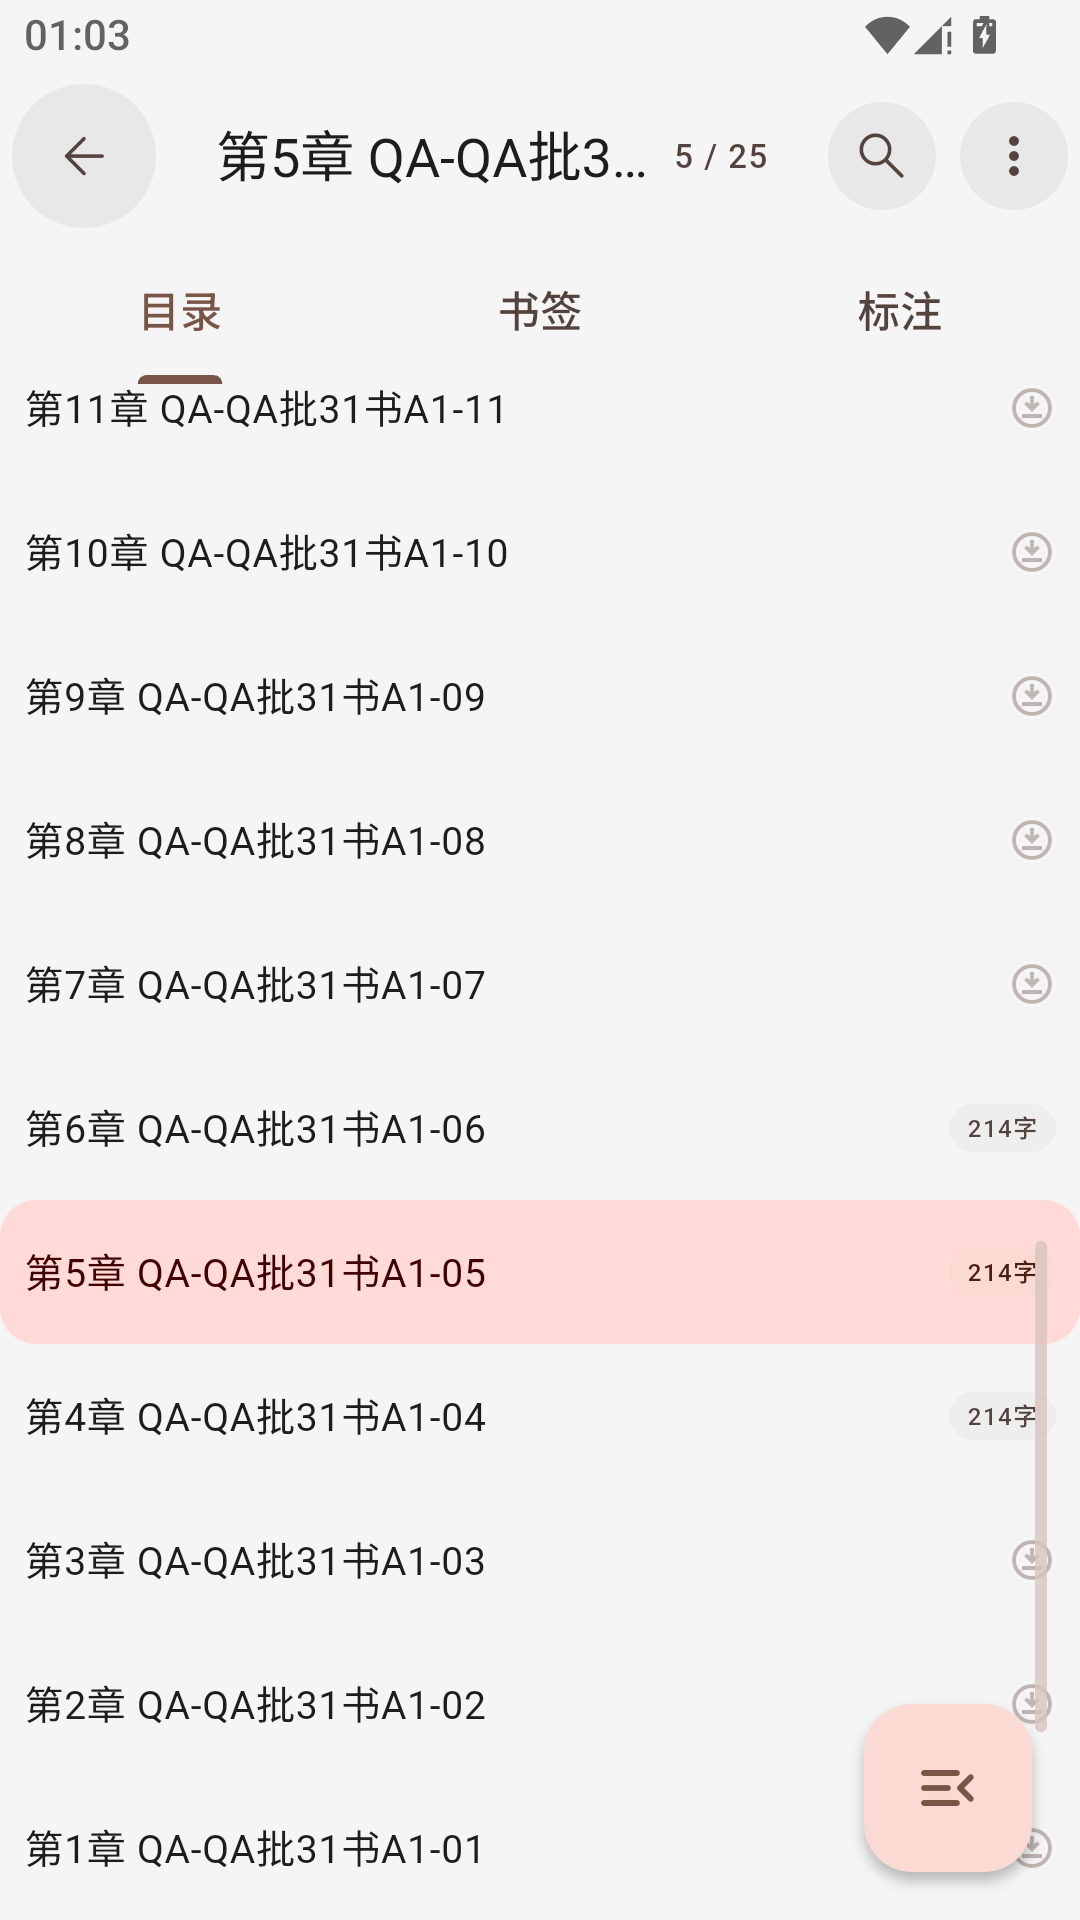 01:03
第5章 QA-QA批3... 5 / 25
目录 书签 标注
第11章 QA-QA批31书A1-11
第10章 QA-QA批31书A1-10
第9章 QA-QA批31书A1-09
第8章 QA-QA批31书A1-08
第7章 QA-QA批31书A1-07
第6章 QA-QA批31书A1-06 214字
第5章 QA-QA批31书A1-05 214字
第4章 QA-QA批31书A1-04 214字
第3章 QA-QA批31书A1-03
第2章 QA-QA批31书A1-02
第1章 QA-QA批31书A1-01